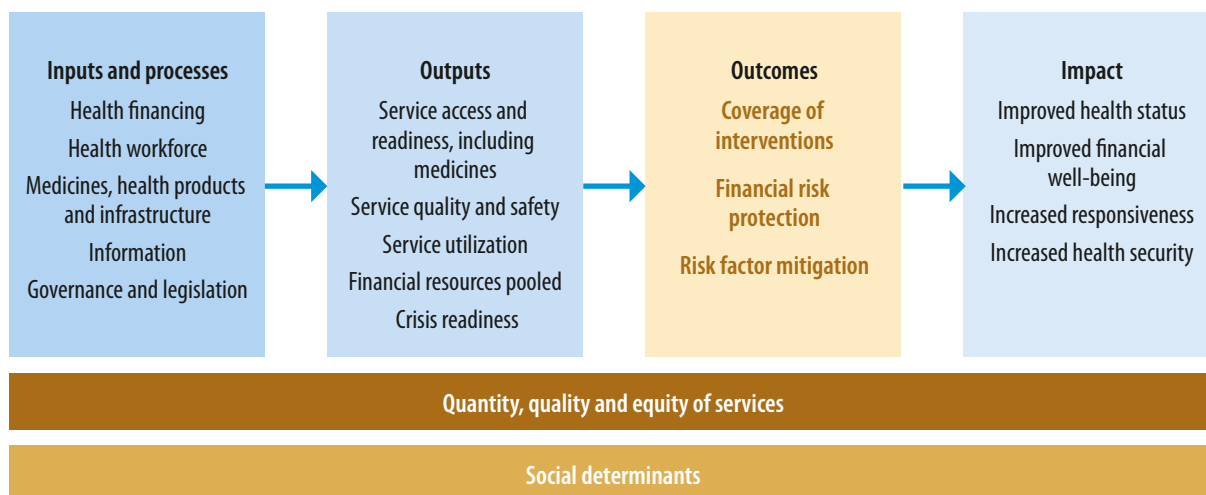 Inputs and processes
Health financing
Health workforce
Medicines, health products
and infrastructure
Information
Governance and legislation
Outputs
Service access and
readiness, including
medicines
Service quality and safety
Service utilization
Financial resources pooled
Crisis readiness
Outcomes
Coverage of
interventions
Financial risk
protection
Risk factor mitigation
Impact
Improved health status
Improved financial
well-being
Increased responsiveness
Increased health security
Quantity, quality and equity of services
Social determinants